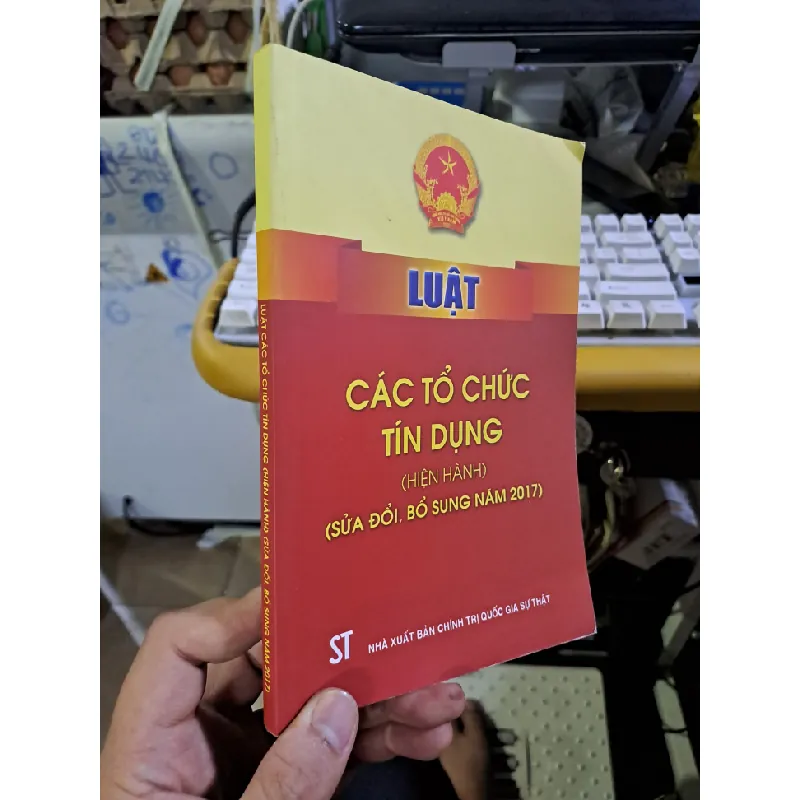 LUẬT
CÁC TỔ CHỨC
TÍN DỤNG
(HIỆN HÀNH)
(SỬA ĐỔI, BỔ SUNG NĂM 2017)
ST NHÀ XUẤT BẢN CHÍNH TRỊ QUỐC GIA SỰ THẬT
LUẬT CÁC TỔ CHỨC TÍN DỤNG (HIỆN HÀNH) (SỬA ĐỔI, BỔ SUNG NĂM 2017)